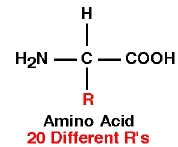 H
H2N C COOH
R
Amino Acid
20 Different R's